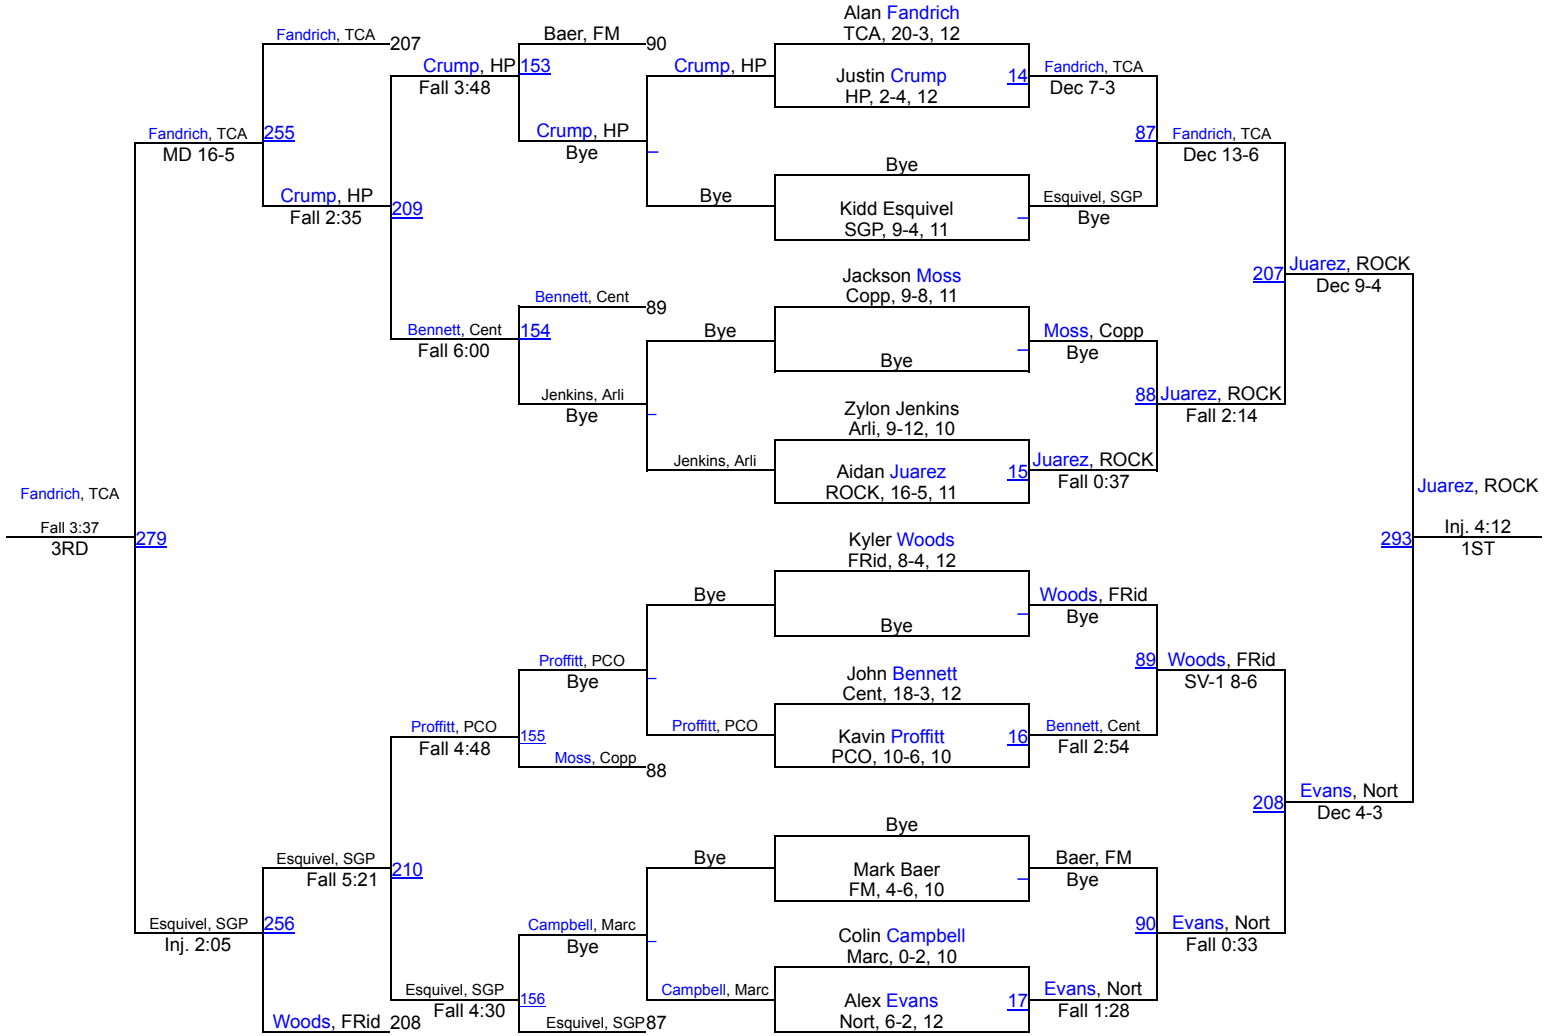 Alan Fandrich
TCA, 20-3, 12
Fandrich, TCA 207
Baer, FM 90
Crump, HP 153
Fall 3:48
Crump, HP
Justin Crump 14
HP, 2-4, 12
Fandrich, TCA
Dec 7-3
Fandrich, TCA 255
MD 16-5
Crump, HP
Bye
87 Fandrich, TCA
Dec 13-6
Bye
Crump, HP 209
Fall 2:35
Bye
Kidd Esquivel
SGP, 9-4, 11
Esquivel, SGP
Bye
207 Juarez, ROCK
Dec 9-4
Jackson Moss
Copp, 9-8, 11
Bennett, Cent 89
Bennett, Cent 154
Fall 6:00
Bye
Moss, Copp
Bye
Bye
Jenkins, Arli
Bye
88 Juarez, ROCK
Fall 2:14
Zylon Jenkins
Arli, 9-12, 10
Jenkins, Arli
Aidan Juarez 15
ROCK, 16-5, 11
Juarez, ROCK
Fall 0:37
Fandrich, TCA
Fall 3:37
3RD
279
Juarez, ROCK
293 Inj. 4:12
1ST
Kyler Woods
FRid, 8-4, 12
Bye
Woods, FRid
Bye
Bye
Proffitt, PCO
Bye
89 Woods, FRid
SV-1 8-6
John Bennett
Cent, 18-3, 12
Proffitt, PCO 155
Fall 4:48
Proffitt, PCO
Kavin Proffitt 16
PCO, 10-6, 10
Bennett, Cent
Fall 2:54
Moss, Copp 88
208 Evans, Nort
Dec 4-3
Bye
Esquivel, SGP 210
Fall 5:21
Bye
Mark Baer
FM, 4-6, 10
Baer, FM
Bye
Esquivel, SGP 256
Inj. 2:05
Campbell, Marc
Bye
90 Evans, Nort
Fall 0:33
Colin Campbell
Marc, 0-2, 10
Esquivel, SGP 156
Fall 4:30
Campbell, Marc
Alex Evans 17
Nort, 6-2, 12
Evans, Nort
Fall 1:28
Woods, FRid 208
Esquivel, SGP 87